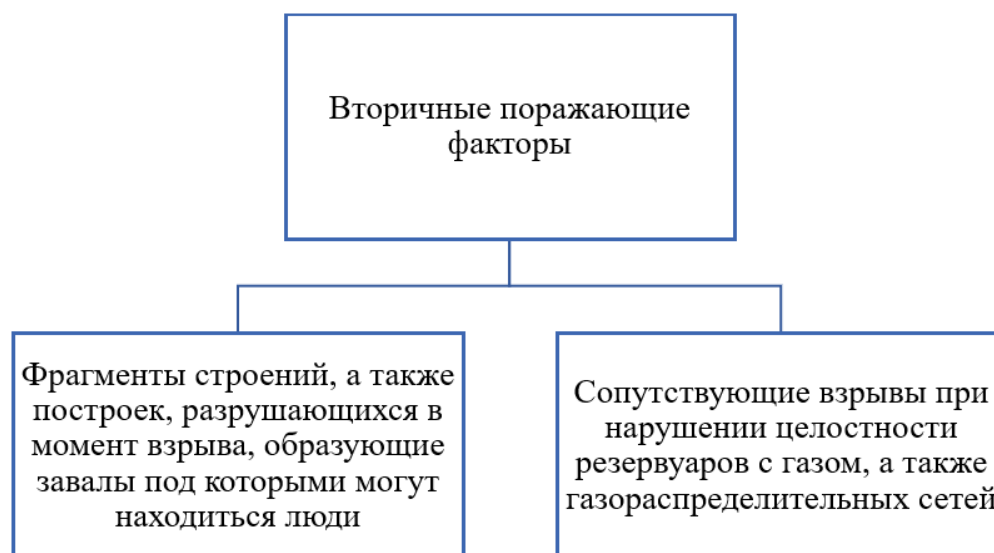 Вторичные поражающие
факторы
Фрагменты строений, а также
построек, разрушающихся в
момент взрыва, образующие
завалы под которыми могут
находиться люди
Сопутствующие взрывы при
нарушении целостности
резервуаров с газом, а также
газораспределительных сетей